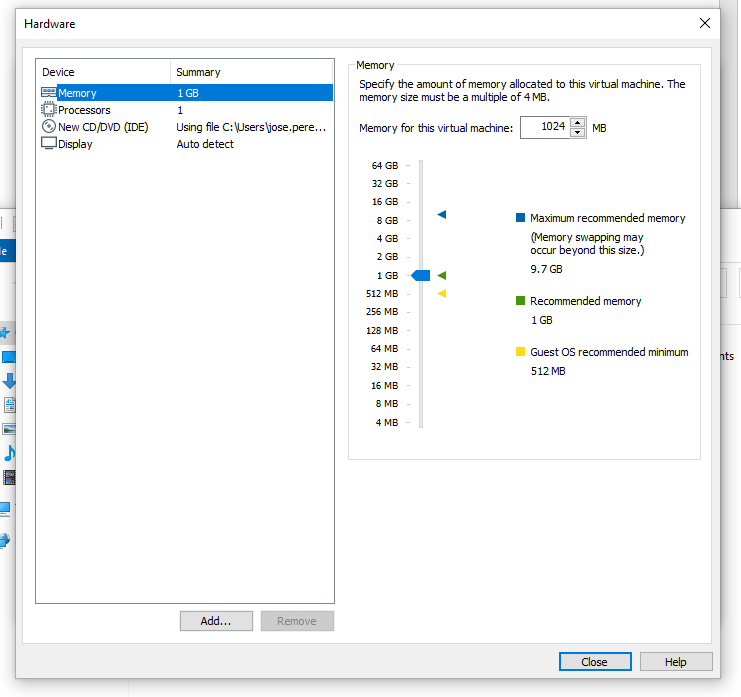 Hardware
Device Summary
Memory 1 GB
Processors 1
New CD/DVD (IDE) Using file C:\Users\jose.pere...
Display Auto detect
Add...
Remove
Memory
Specify the amount of memory allocated to this virtual machine. The
memory size must be a multiple of 4 MB.
Memory for this virtual machine: 1024 MB
64 GB
32 GB
16 GB
8 GB
4 GB
2 GB
1 GB
512 MB
256 MB
128 MB
64 MB
32 MB
16 MB
8 MB
4 MB
Maximum recommended memory
(Memory swapping may
occur beyond this size.)
9.7 GB
Recommended memory
1 GB
Guest OS recommended minimum
512 MB
Close
Help
le
nts